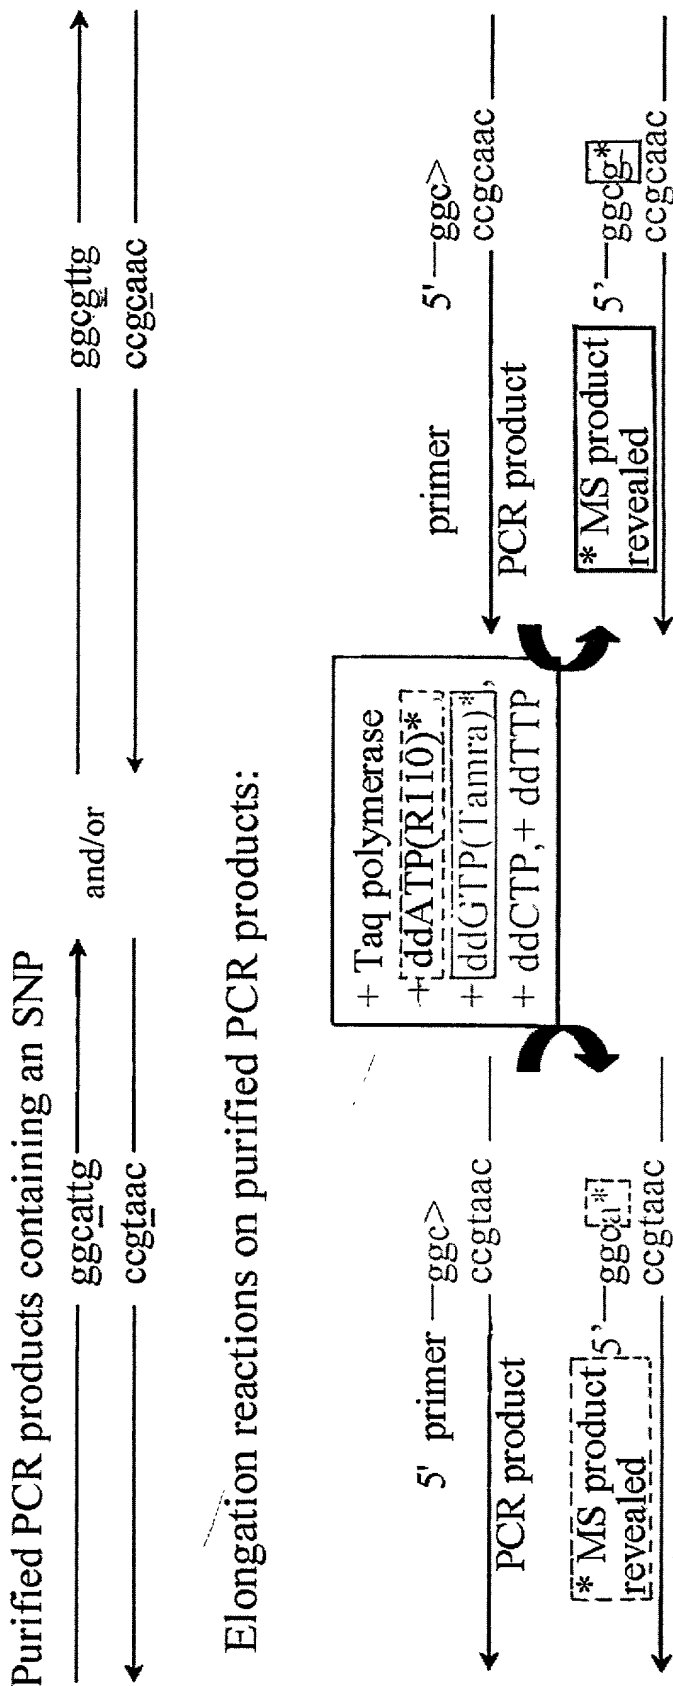 Purified PCR products containing an SNP
ggcattg
ccgtaac
and/or
ggcgttg
ccgcaac
Elongation reactions on purified PCR products:
5' primer —ggc>
ccgtaac
PCR product
+ Taq polymerase
+ ddATP(R110)*
+ ddGTP(Tamra)*,
+ ddCTP,+ ddTTP
primer 5' —ggc>
ccgcaac
PCR product
* MS product
revealed
5'—ggca*
ccgtaac
* MS product
revealed
5'—ggcg*
ccgcaac